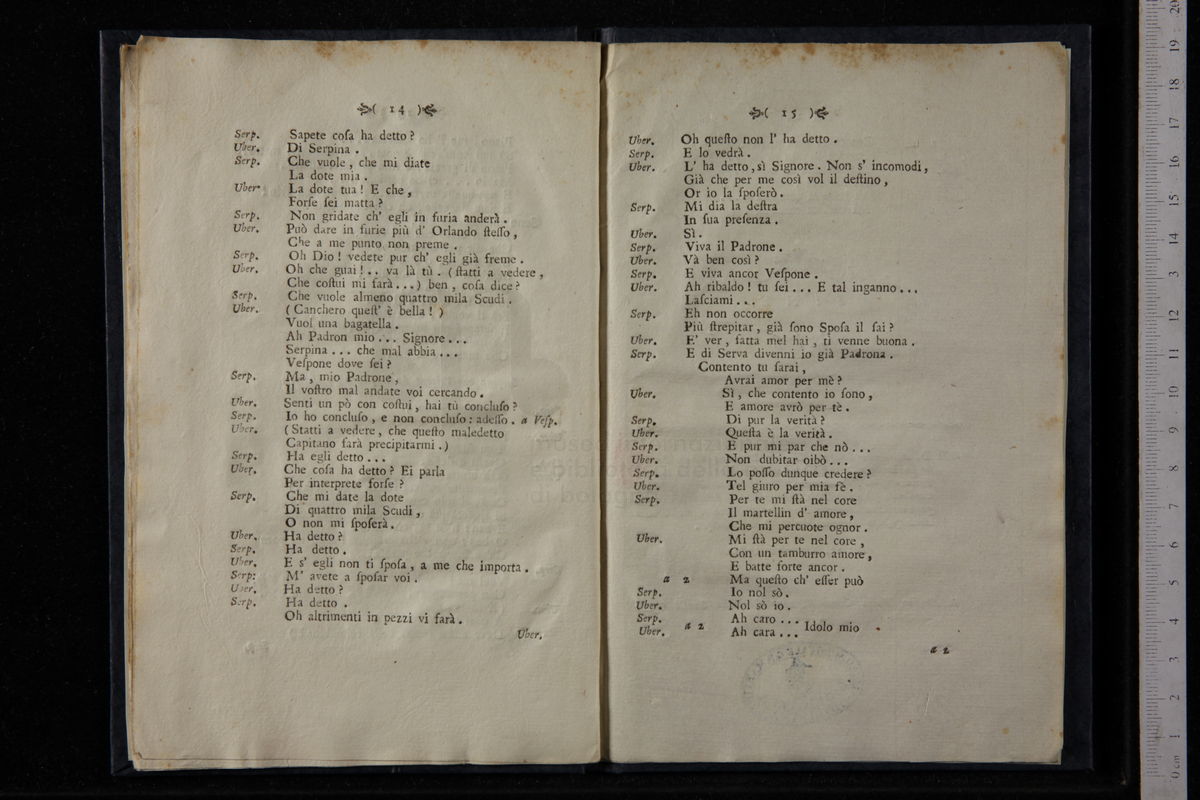 ( 14 )
Serp. Sapete coſa ha detto ?
Uber. Di Serpina .
Serp. Che vuole , che mi diate
La dote mia .
Uber. La dote tua ! E che ,
Forſe ſei matta ?
Serp. Non gridate ch' egli in furia anderà .
Uber. Può dare in furie più d' Orlando ſteſſo ,
Che a me punto non preme .
Serp. Oh Dio ! vedete pur ch' egli già freme .
Uber. Oh che guai ! . . va là tù . ( ſtatti a vedere ,
Che coſtui mi farà . . . ) ben , coſa dice ?
Serp. Che vuole almeno quattro mila Scudi .
Uber. ( Canchero queſt' è bella ! )
Vuol una bagatella .
Ah Padron mio . . . Signore . . .
Serpina . . . che mal abbia . . .
Veſpone dove ſei ?
Serp. Ma , mio Padrone ,
Il voſtro mal andate voi cercando .
Uber. Senti un pò con coſtui , hai tù concluſo ?
Serp. Io ho concluſo , e non concluſo : adeſſo . a Veſp.
Uber. ( Statti a vedere , che queſto maledetto
Capitano farà precipitarmi . )
Serp. Ha egli detto . . .
Uber. Che coſa ha detto ? Ei parla
Per interprete forſe ?
Serp. Che mi date la dote
Di quattro mila Scudi ,
O non mi ſpoſerà .
Uber. Ha detto ?
Serp. Ha detto .
Uber. E s' egli non ti ſpoſa , a me che importa .
Serp: M' avete a ſpoſar voi .
Uber. Ha detto ?
Serp. Ha detto .
Oh altrimenti in pezzi vi farà .
Uber.
( 15 )
Uber. Oh queſto non l' ha detto .
Serp. E lo vedrà .
Uber. L' ha detto , sì Signore . Non s' incomodi ,
Già che per me così vol il deſtino ,
Or io la ſpoſerò .
Serp. Mi dia la deſtra
In ſua preſenza .
Uber. Sì .
Serp. Viva il Padrone .
Uber. Và ben così ?
Serp. E viva ancor Veſpone .
Uber. Ah ribaldo ! tu ſei . . . E tal inganno . . .
Laſciami . . .
Serp. Eh non occorre
Più ſtrepitar , già ſono Spoſa il ſai ?
Uber. E' ver , fatta mel hai , ti venne buona .
Serp. E di Serva divenni io già Padrona .
Contento tu farai ,
Avrai amor per mè ?
Uber. Sì , che contento io ſono ,
E amore avrò per tè .
Serp. Di pur la verità ?
Uber. Queſta è la verità .
Serp. E pur mi par che nò . . .
Uber. Non dubitar oibò . . .
Serp. Lo poſſo dunque credere ?
Uber. Tel giuro per mia fè .
Serp. Per te mi ſtà nel core
Il martellin d' amore ,
Che mi percuote ognor .
Uber. Mi ſtà per te nel core ,
Con un tamburro amore ,
E batte forte ancor .
a 2 Ma queſto ch' eſſer può
Serp. Io nol sò .
Uber. Nol sò io .
Serp. Ah caro . . .
a 2 Idolo mio .
Uber. Ah cara . . .
a 2